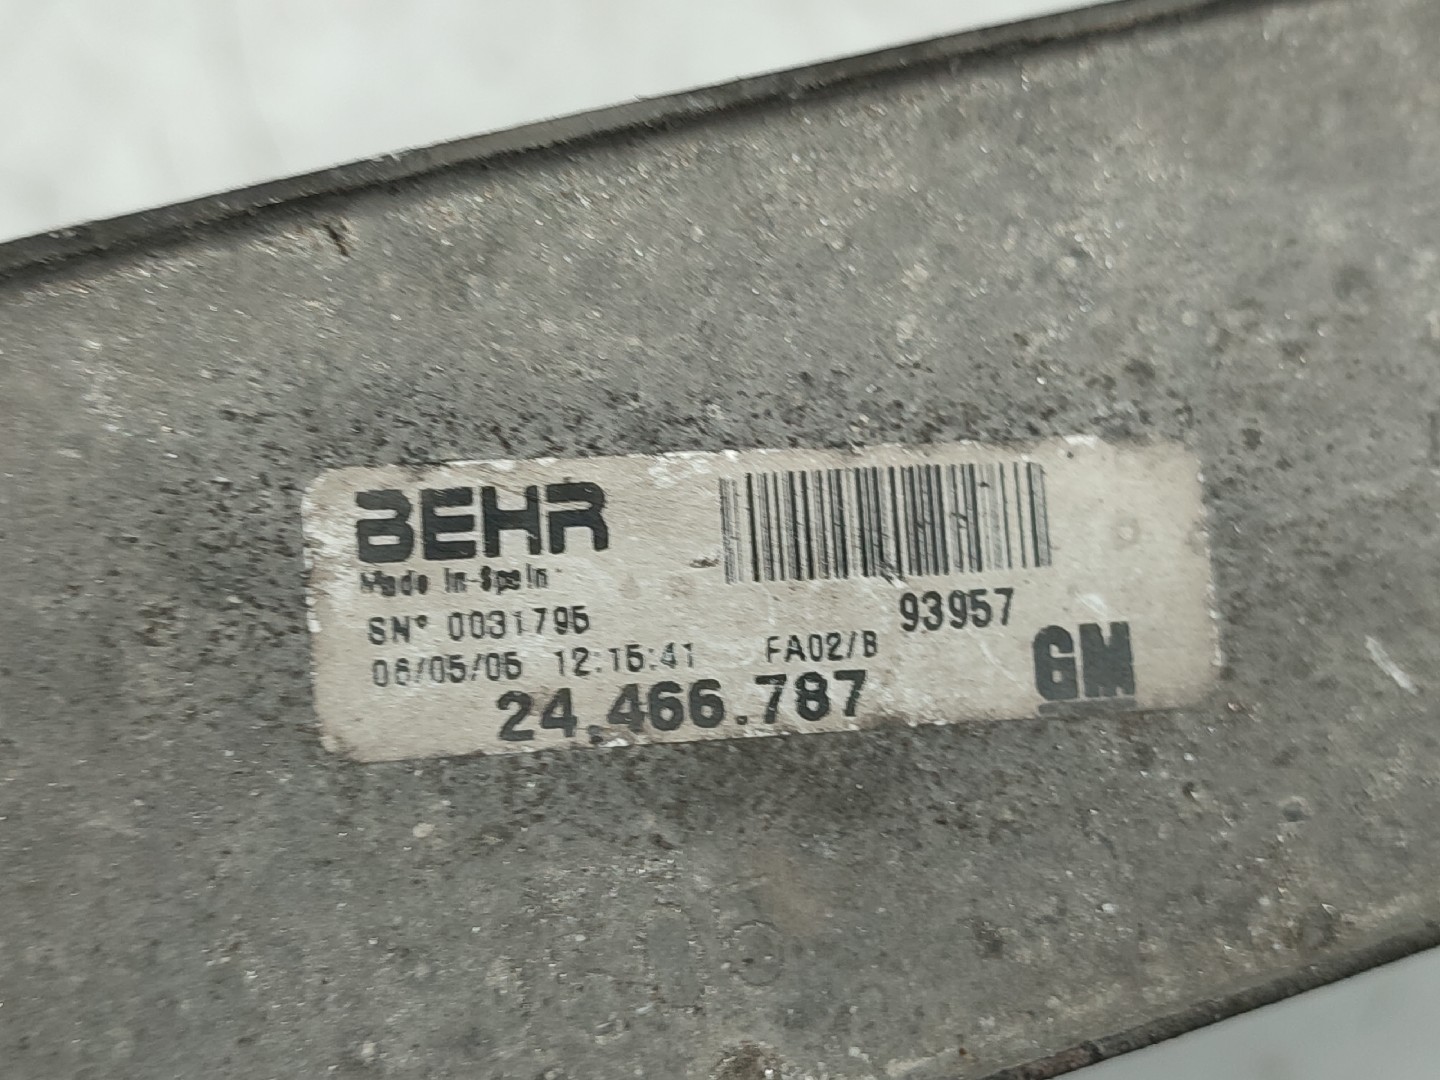 BEHR
Made In Spain
SN° 0031795
93957
06/05/05 12:15:41 FA02/B
GM
24.466.787